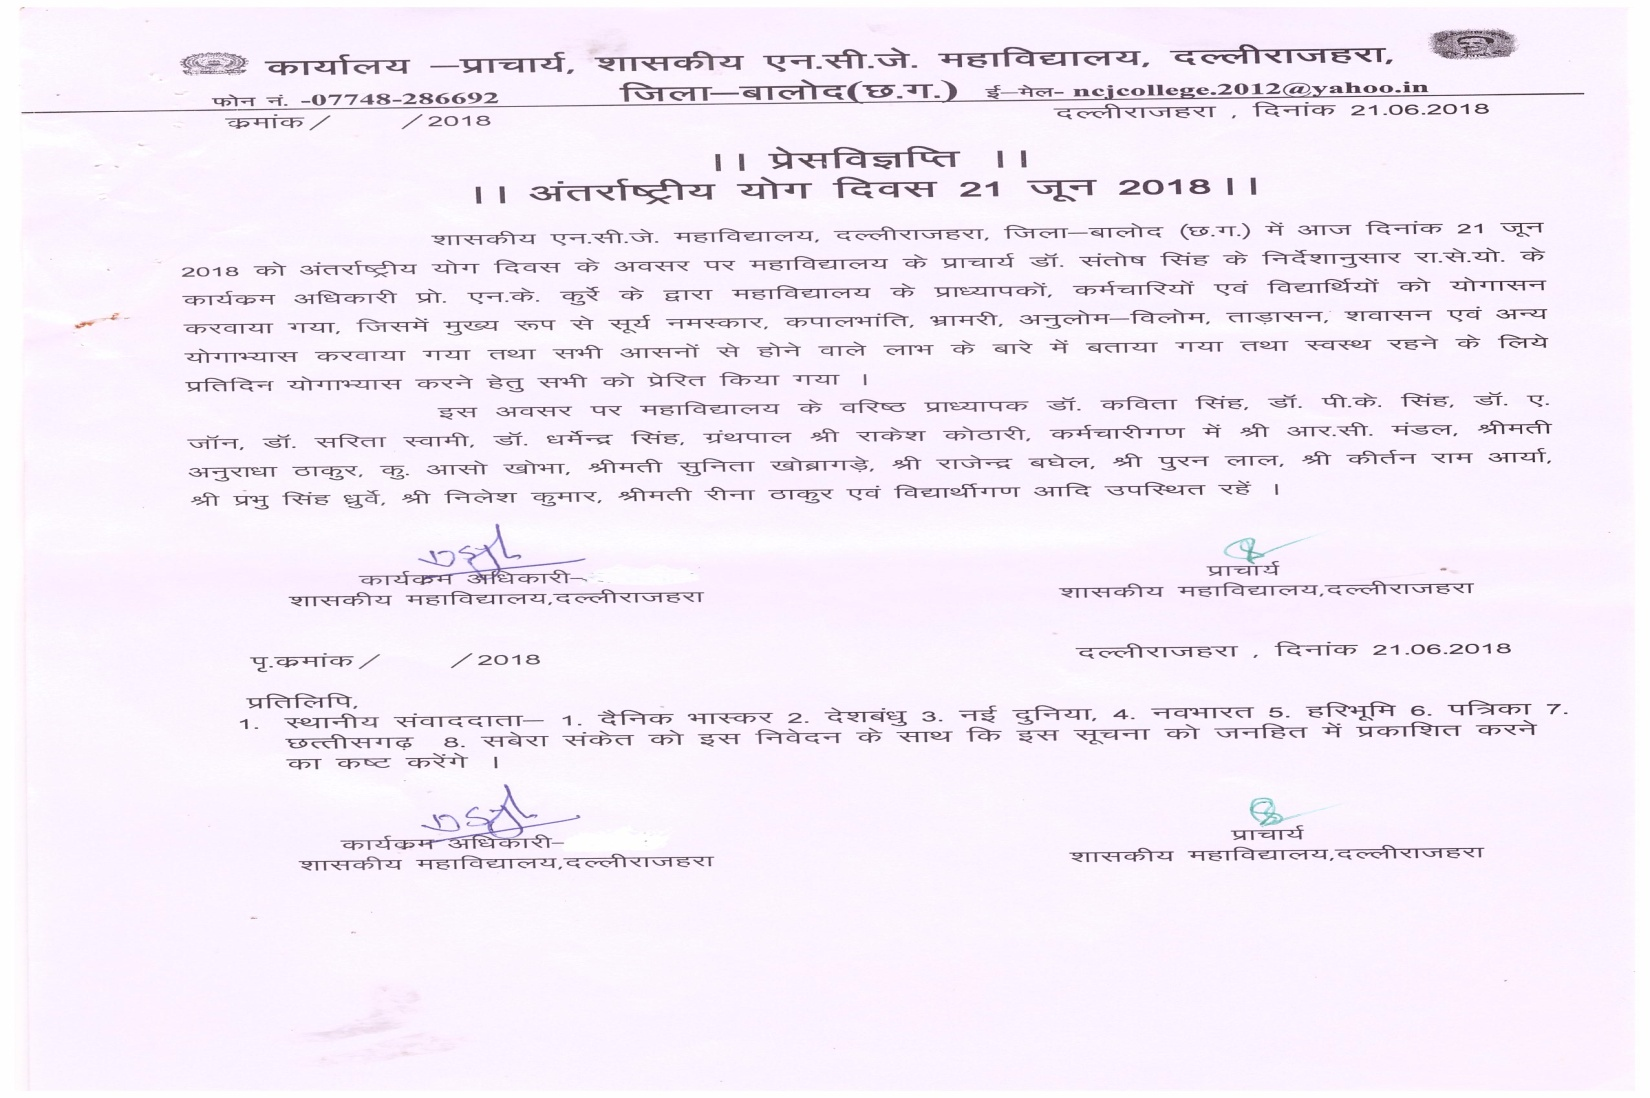 कार्यालय –प्राचार्य, शासकीय एन.सी.जे. महाविद्यालय, दल्लीराजहरा,
फोन नं. -07748-286692 जिला–बालोद(छ.ग.) ई–मेल- ncjcollege.2012@yahoo.in
कमांक / / 2018 दल्लीराजहरा , दिनांक 21.06.2018
।। प्रेसविज्ञप्ति ।।
।। अंतर्राष्ट्रीय योग दिवस 21 जून 2018।।
शासकीय एन.सी.जे. महाविद्यालय, दल्लीराजहरा, जिला–बालोद (छ.ग.) में आज दिनांक 21 जून
2018 को अंतर्राष्ट्रीय योग दिवस के अवसर पर महाविद्यालय के प्राचार्य डॉ. संतोष सिंह के निर्देशानुसार रा.से.यो. के
कार्यकम अधिकारी प्रो. एन.के. कुर्रे के द्वारा महाविद्यालय के प्राध्यापकों, कर्मचारियों एवं विद्यार्थियों को योगासन
करवाया गया, जिसमें मुख्य रूप से सूर्य नमस्कार, कपालभांति, भ्रामरी, अनुलोम–विलोम, ताड़ासन, शवासन एवं अन्य
योगाभ्यास करवाया गया तथा सभी आसनों से होने वाले लाभ के बारे में बताया गया तथा स्वस्थ रहने के लिये
प्रतिदिन योगाभ्यास करने हेतु सभी को प्रेरित किया गया ।
इस अवसर पर महाविद्यालय के वरिष्ठ प्राध्यापक डॉ. कविता सिंह, डॉ. पी.के. सिंह, डॉ. ए.
जॉन, डॉ. सरिता स्वामी, डॉ. धर्मेन्द्र सिंह, ग्रंथपाल श्री राकेश कोठारी, कर्मचारीगण में श्री आर.सी. मंडल, श्रीमती
अनुराधा ठाकुर, कु. आसो खोभा, श्रीमती सुनिता खोब्रागड़े, श्री राजेन्द्र बघेल, श्री पुरन लाल, श्री कीर्तन राम आर्या,
श्री प्रभु सिंह धुर्वे, श्री निलेश कुमार, श्रीमती रीना ठाकुर एवं विद्यार्थीगण आदि उपस्थित रहें ।
कार्यकम अधिकारी– प्राचार्य
शासकीय महाविद्यालय,दल्लीराजहरा शासकीय महाविद्यालय,दल्लीराजहरा
पृ.कमांक / / 2018 दल्लीराजहरा , दिनांक 21.06.2018
प्रतिलिपि,
1. स्थानीय संवाददाता– 1. दैनिक भास्कर 2. देशबंधु 3. नई दुनिया, 4. नवभारत 5. हरिभूमि 6. पत्रिका 7.
छत्तीसगढ़ 8. सबेरा संकेत को इस निवेदन के साथ कि इस सूचना को जनहित में प्रकाशित करने
का कष्ट करेंगे ।
कार्यकम अधिकारी– प्राचार्य
शासकीय महाविद्यालय,दल्लीराजहरा शासकीय महाविद्यालय,दल्लीराजहरा